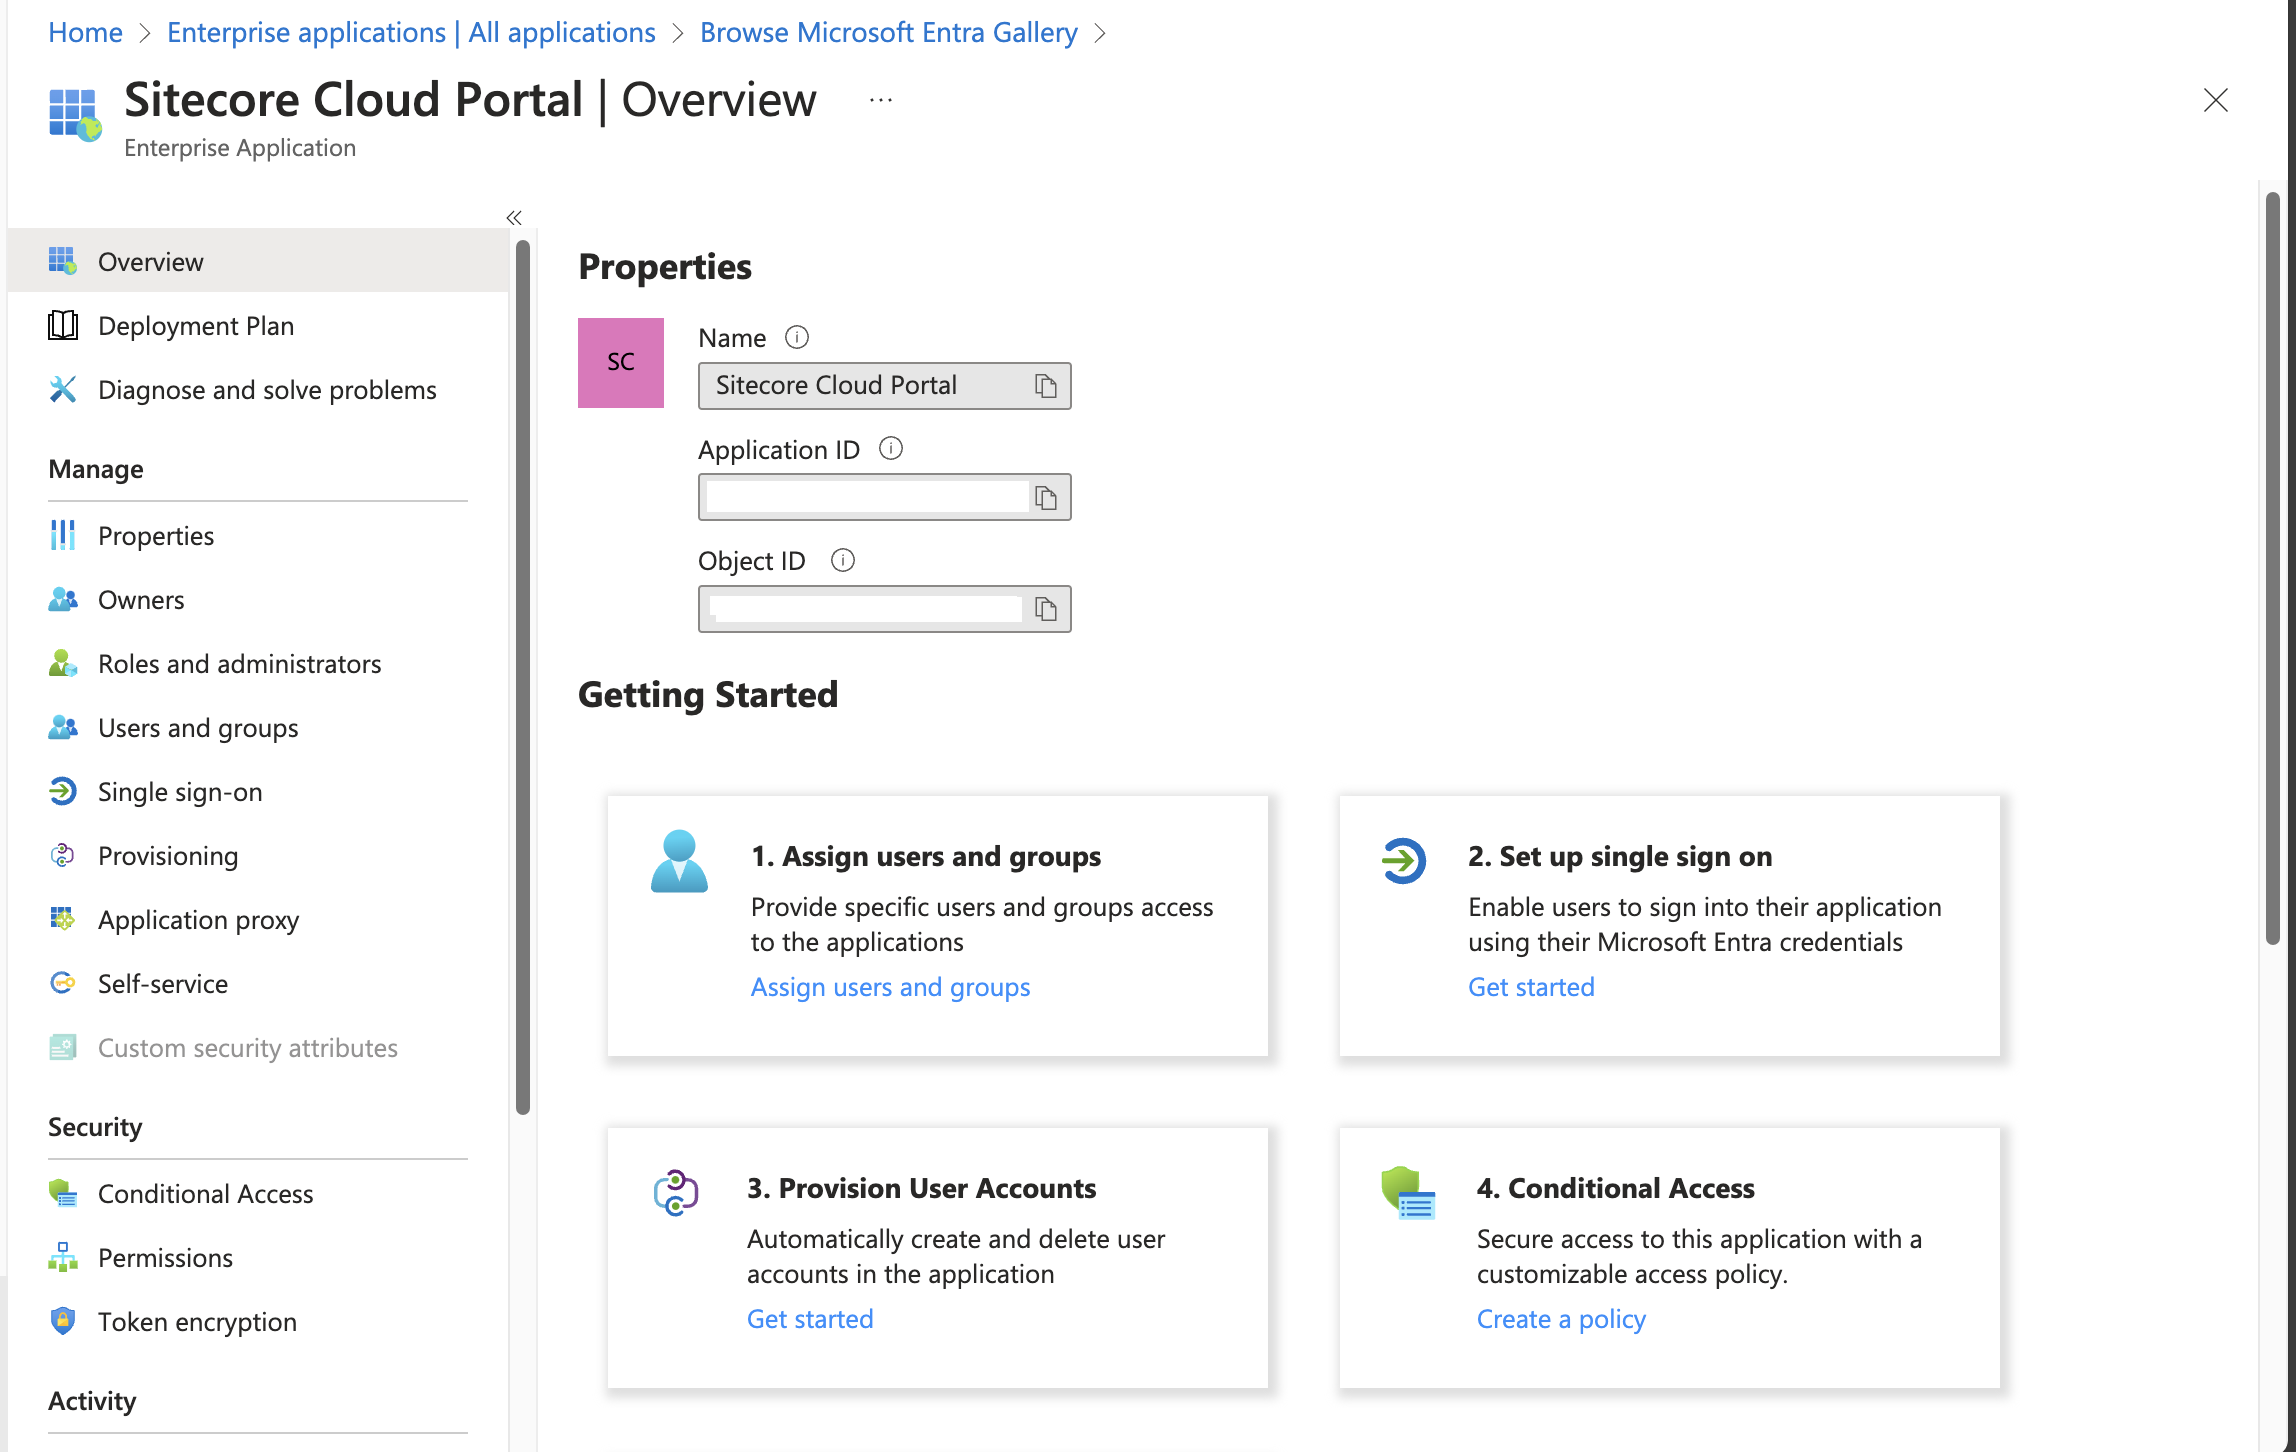 Home > Enterprise applications | All applications > Browse Microsoft Entra Gallery >
Sitecore Cloud Portal | Overview ...
Enterprise Application
Overview
Deployment Plan
Diagnose and solve problems
Manage
Properties
Owners
Roles and administrators
Users and groups
Single sign-on
Provisioning
Application proxy
Self-service
Custom security attributes
Security
Conditional Access
Permissions
Token encryption
Activity
Properties
SC
Name
Sitecore Cloud Portal
Application ID
Object ID
Getting Started
1. Assign users and groups
Provide specific users and groups access
to the applications
Assign users and groups
2. Set up single sign on
Enable users to sign into their application
using their Microsoft Entra credentials
Get started
3. Provision User Accounts
Automatically create and delete user
accounts in the application
Get started
4. Conditional Access
Secure access to this application with a
customizable access policy.
Create a policy